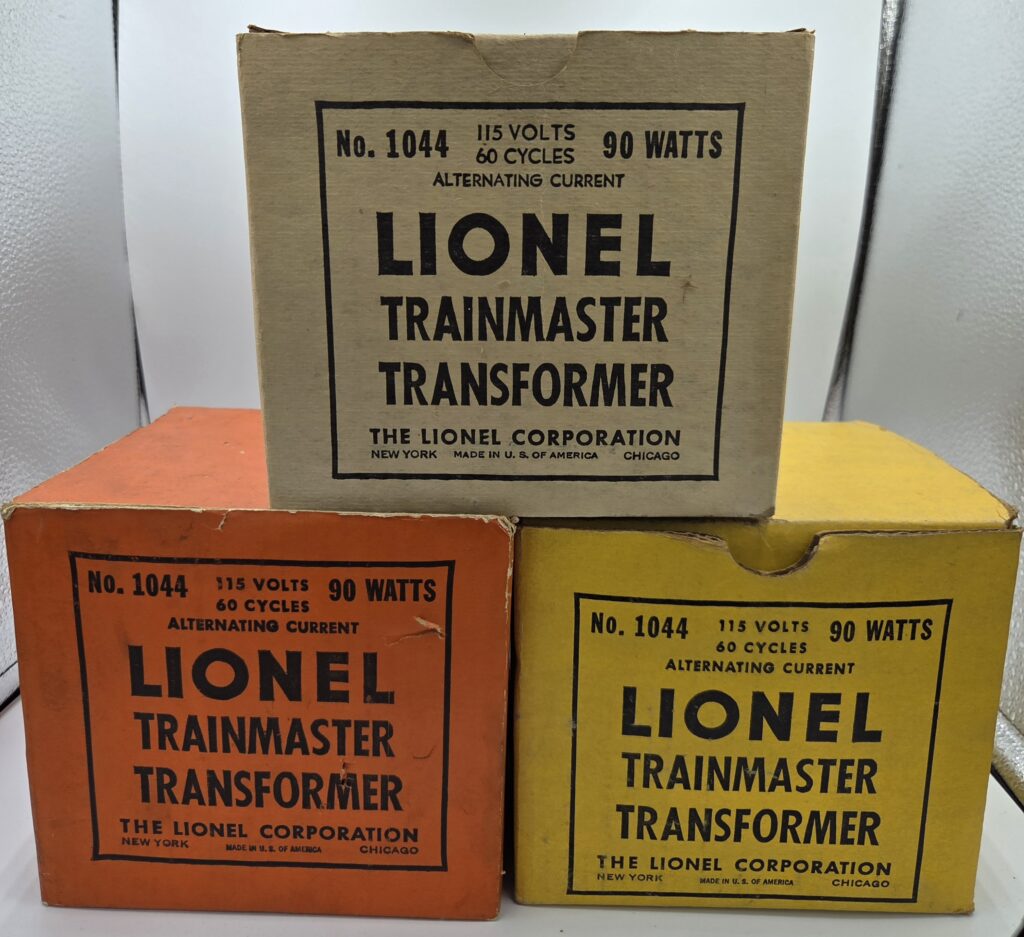 No. 1044 115 VOLTS 90 WATTS
60 CYCLES
ALTERNATING CURRENT
LIONEL
TRAINMASTER
TRANSFORMER
THE LIONEL CORPORATION
NEW YORK MADE IN U. S. OF AMERICA CHICAGO
No. 1044 115 VOLTS 90 WATTS
60 CYCLES
ALTERNATING CURRENT
LIONEL
TRAINMASTER
TRANSFORMER
THE LIONEL CORPORATION
NEW YORK MADE IN U. S. OF AMERICA CHICAGO
No. 1044 115 VOLTS 90 WATTS
60 CYCLES
ALTERNATING CURRENT
LIONEL
TRAINMASTER
TRANSFORMER
THE LIONEL CORPORATION
NEW YORK MADE IN U. S. OF AMERICA CHICAGO